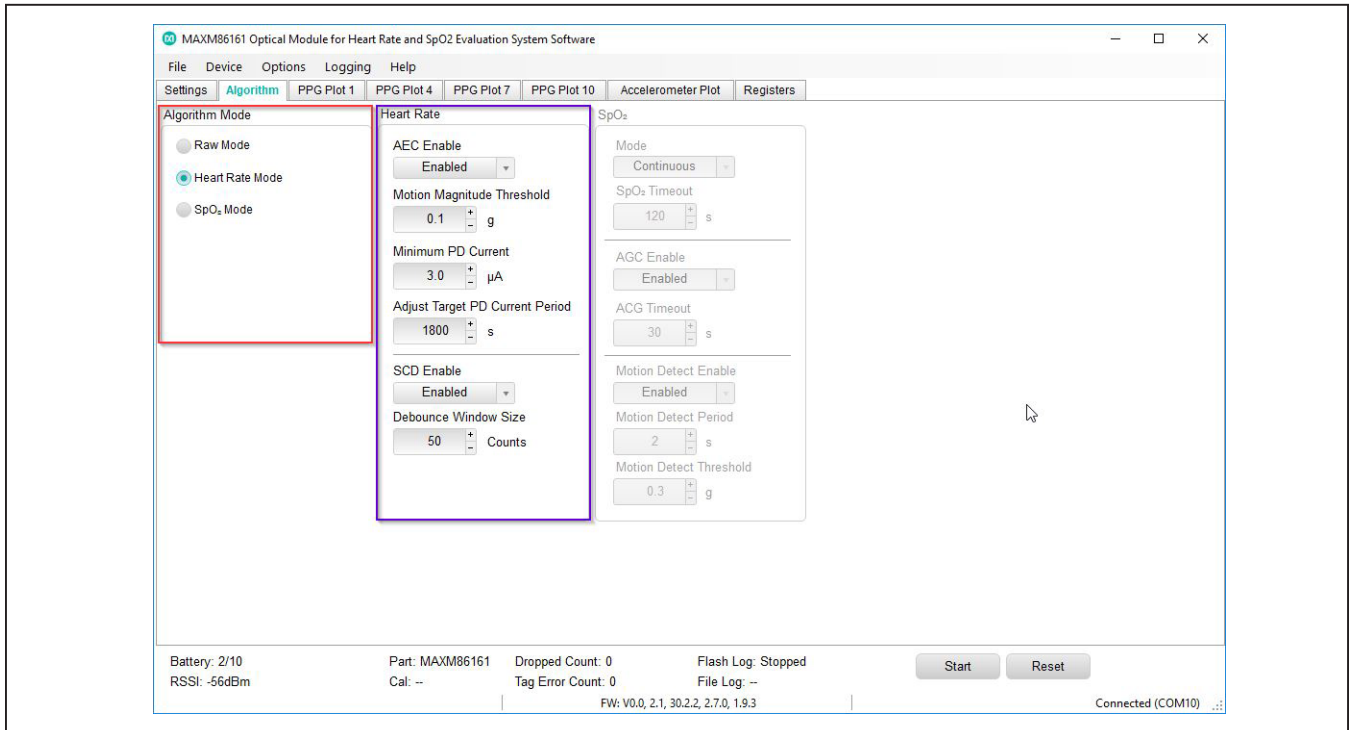 MAXM86161 Optical Module for Heart Rate and SpO2 Evaluation System Software
File Device Options Logging Help
Settings Algorithm PPG Plot 1 PPG Plot 4 PPG Plot 7 PPG Plot 10 Accelerometer Plot Registers
Algorithm Mode
Raw Mode
Heart Rate Mode
SpO₂ Mode
Heart Rate
AEC Enable
Enabled
Motion Magnitude Threshold
0.1 g
Minimum PD Current
3.0 µA
Adjust Target PD Current Period
1800 s
SCD Enable
Enabled
Debounce Window Size
50 Counts
SpO₂
Mode
Continuous
SpO₂ Timeout
120 s
AGC Enable
Enabled
ACG Timeout
30 s
Motion Detect Enable
Enabled
Motion Detect Period
2 s
Motion Detect Threshold
0.3 g
Battery: 2/10 Part: MAXM86161 Dropped Count: 0 Flash Log: Stopped Start Reset
RSSI: -56dBm Cal: -- Tag Error Count: 0 File Log: --
FW: V0.0, 2.1, 30.2.2, 2.7.0, 1.9.3 Connected (COM10)